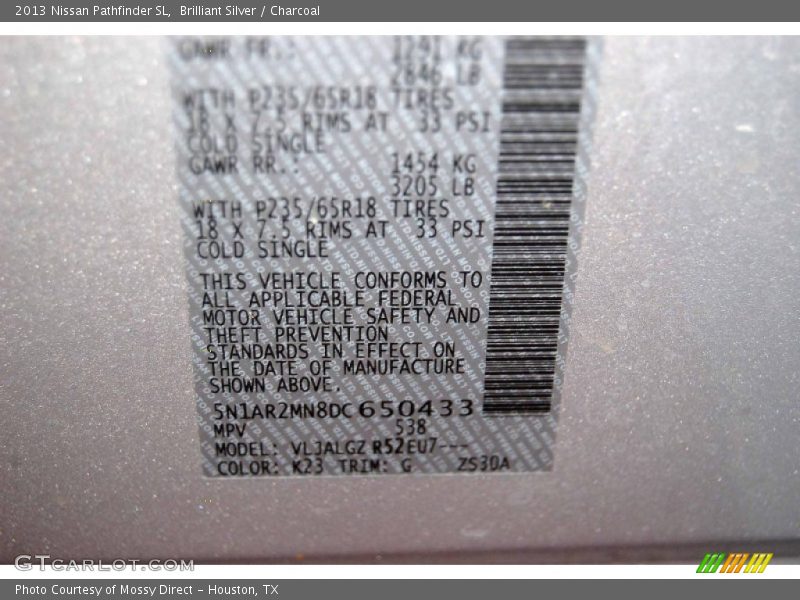 2013 Nissan Pathfinder SL, Brilliant Silver / Charcoal
GAWR FR.: 1291 KG
2846 LB
WITH P235/65R18 TIRES
18 X 7.5 RIMS AT 33 PSI
COLD SINGLE
GAWR RR.: 1454 KG
3205 LB
WITH P235/65R18 TIRES
18 X 7.5 RIMS AT 33 PSI
COLD SINGLE
THIS VEHICLE CONFORMS TO
ALL APPLICABLE FEDERAL
MOTOR VEHICLE SAFETY AND
THEFT PREVENTION
STANDARDS IN EFFECT ON
THE DATE OF MANUFACTURE
SHOWN ABOVE.
5N1AR2MN8DC650433
MPV 538
MODEL: VLJALGZ R52EU7---
COLOR: K23 TRIM: G ZS30A
GTcarlot.com
Photo Courtesy of Mossy Direct - Houston, TX